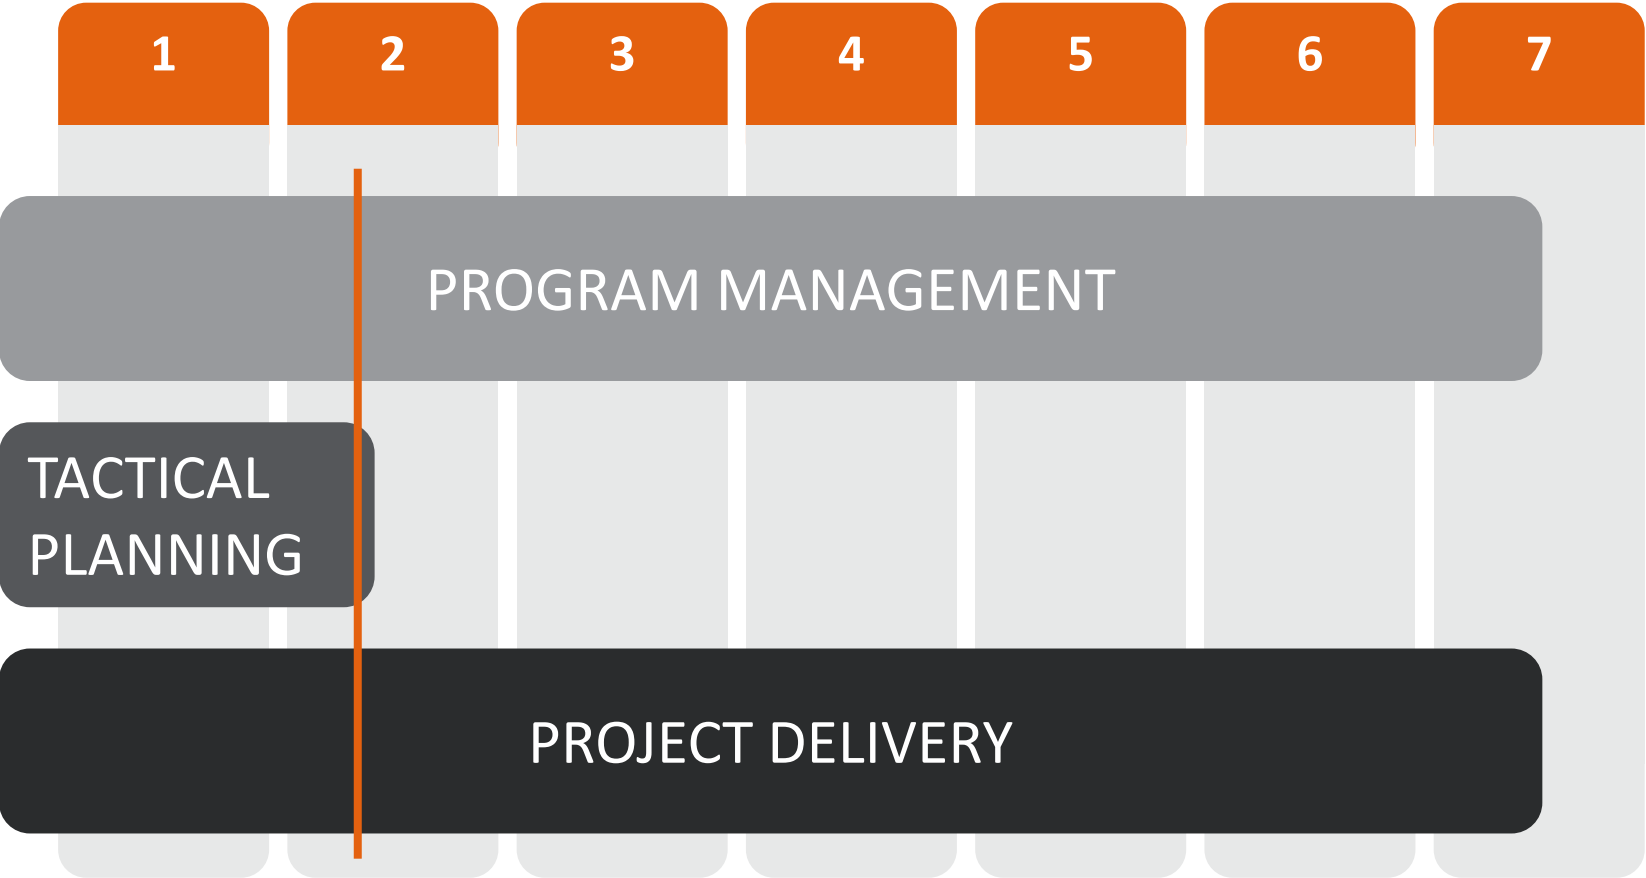 1 2 3 4 5 6 7
PROGRAM MANAGEMENT
TACTICAL
PLANNING
PROJECT DELIVERY